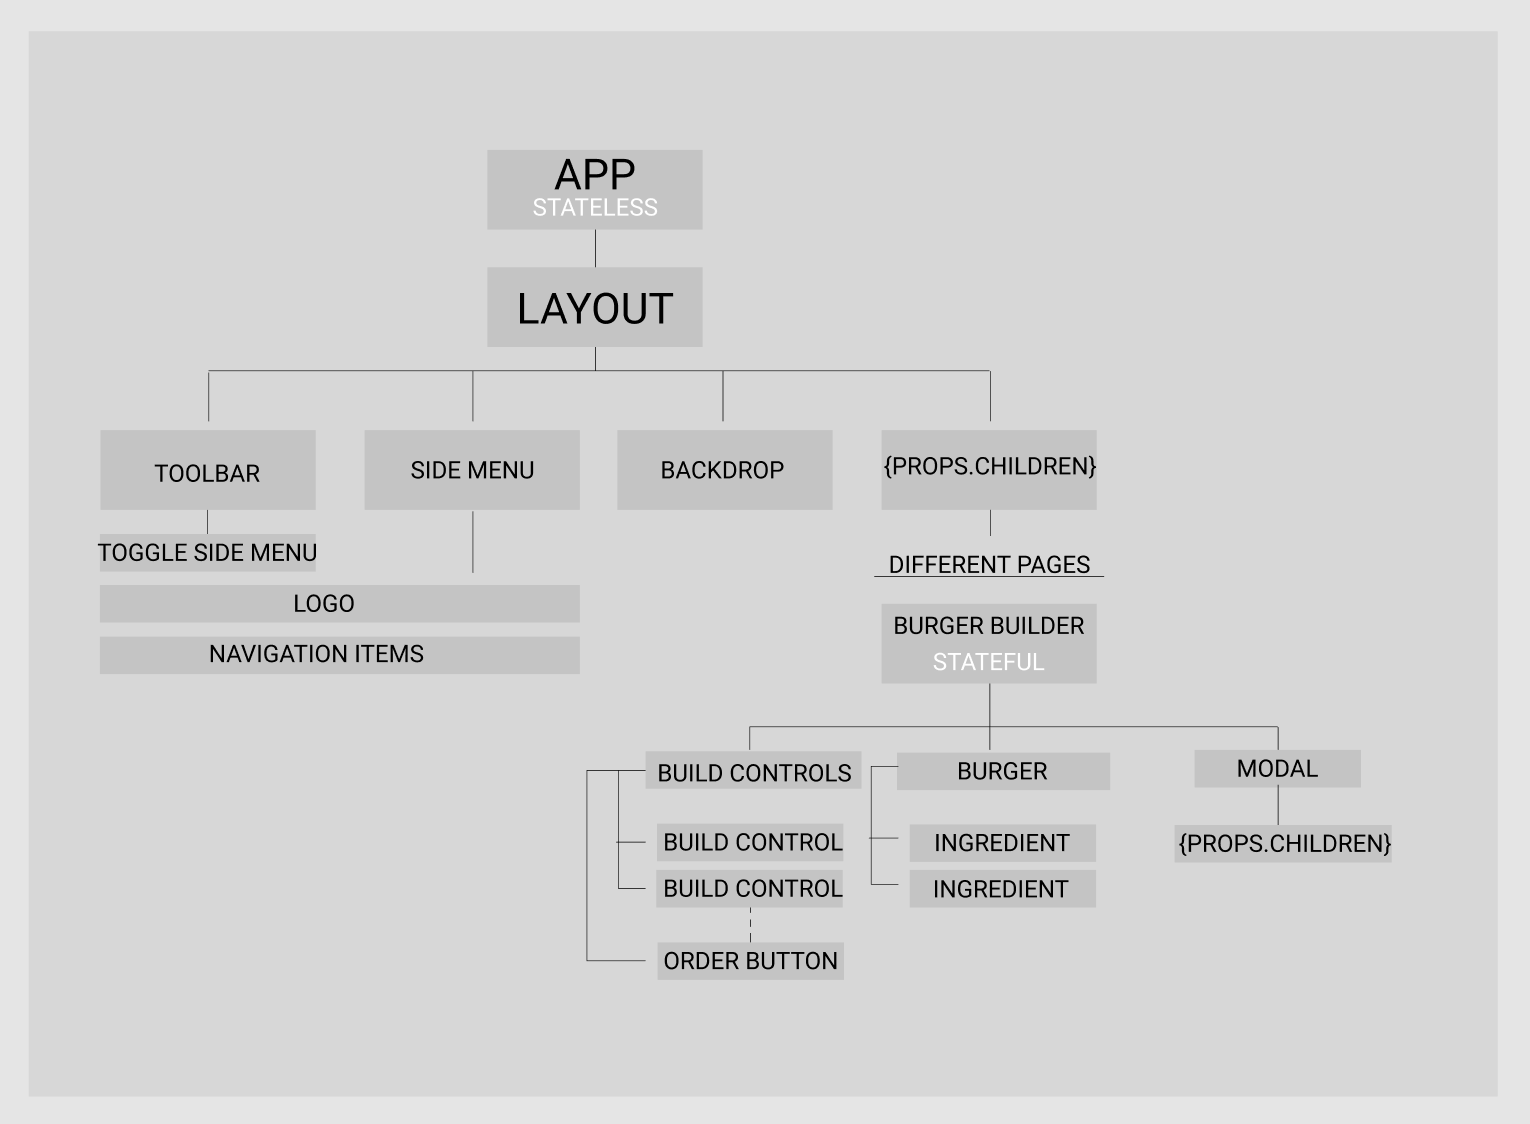 APP
STATELESS
LAYOUT
TOOLBAR
SIDE MENU
BACKDROP
{PROPS.CHILDREN}
TOGGLE SIDE MENU
LOGO
NAVIGATION ITEMS
DIFFERENT PAGES
BURGER BUILDER
STATEFUL
BUILD CONTROLS
BURGER
MODAL
BUILD CONTROL
INGREDIENT
{PROPS.CHILDREN}
BUILD CONTROL
INGREDIENT
ORDER BUTTON